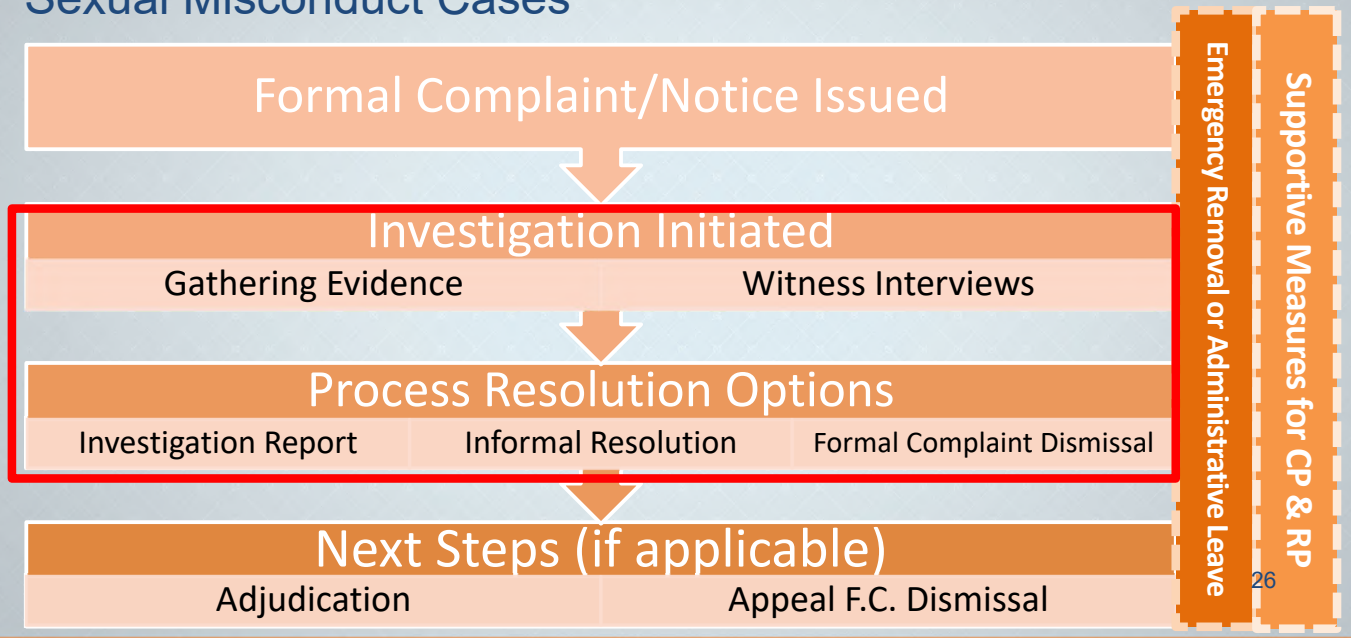 Sexual Misconduct Cases
Formal Complaint/Notice Issued
Investigation Initiated
Gathering Evidence
Witness Interviews
Process Resolution Options
Investigation Report
Informal Resolution
Formal Complaint Dismissal
Next Steps (if applicable)
Adjudication
Appeal F.C. Dismissal
Emergency Removal or Administrative Leave
Supportive Measures for CP & RP
26